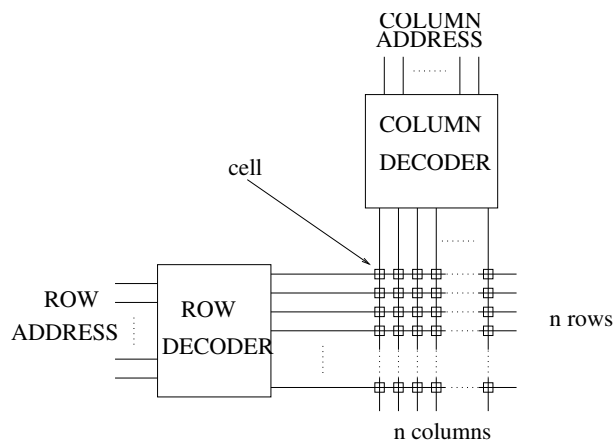 COLUMN
ADDRESS
COLUMN
DECODER
cell
ROW
ADDRESS
ROW
DECODER
n rows
n columns